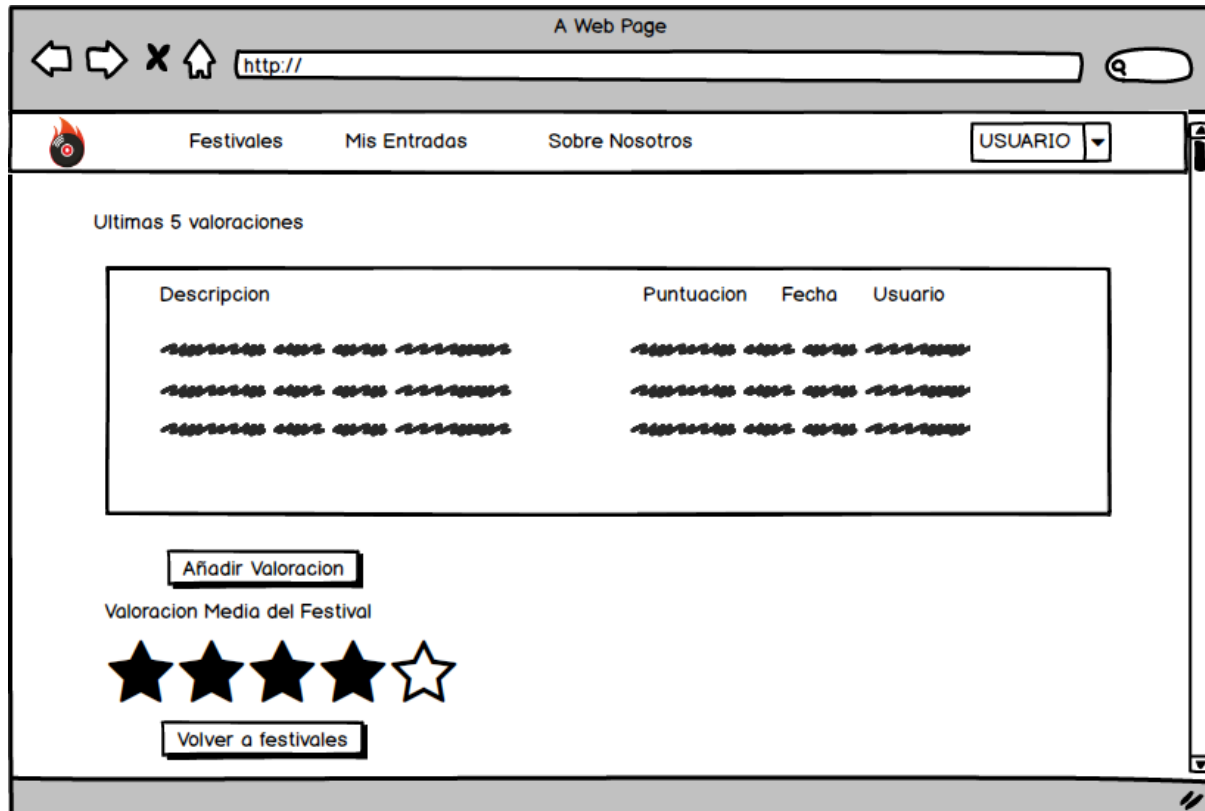 A Web Page
http://
Festivales Mis Entradas Sobre Nosotros USUARIO
Ultimas 5 valoraciones
Descripcion Puntuacion Fecha Usuario
Añadir Valoracion
Valoracion Media del Festival
Volver a festivales